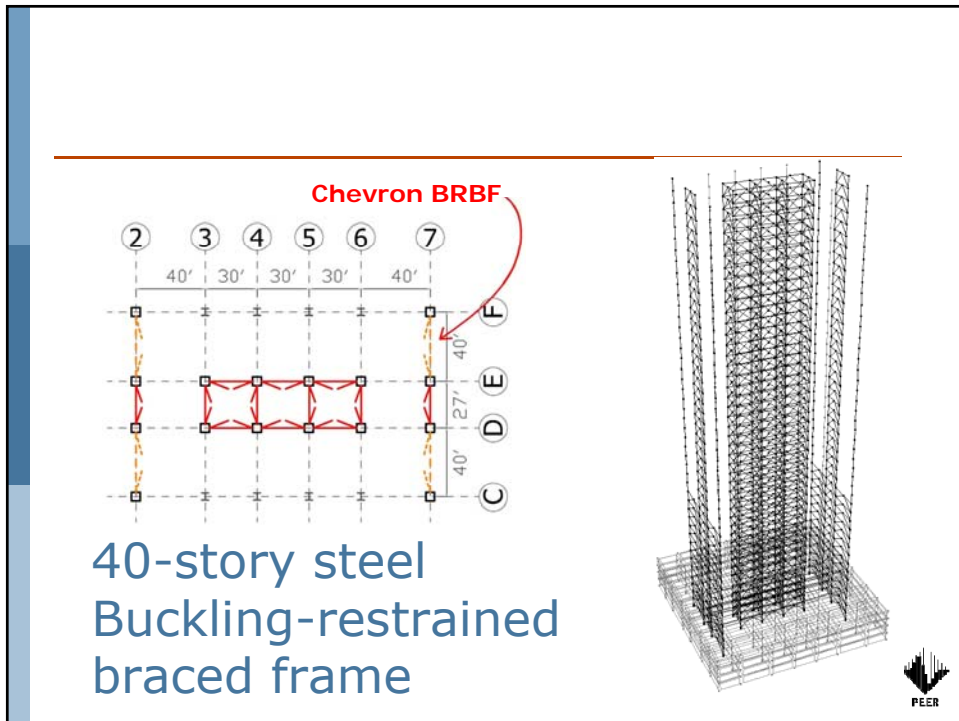 Chevron BRBF
2 3 4 5 6 7
40' 30' 30' 30' 40'
F
40'
E
27'
D
40'
C
40-story steel
Buckling-restrained
braced frame
PEER